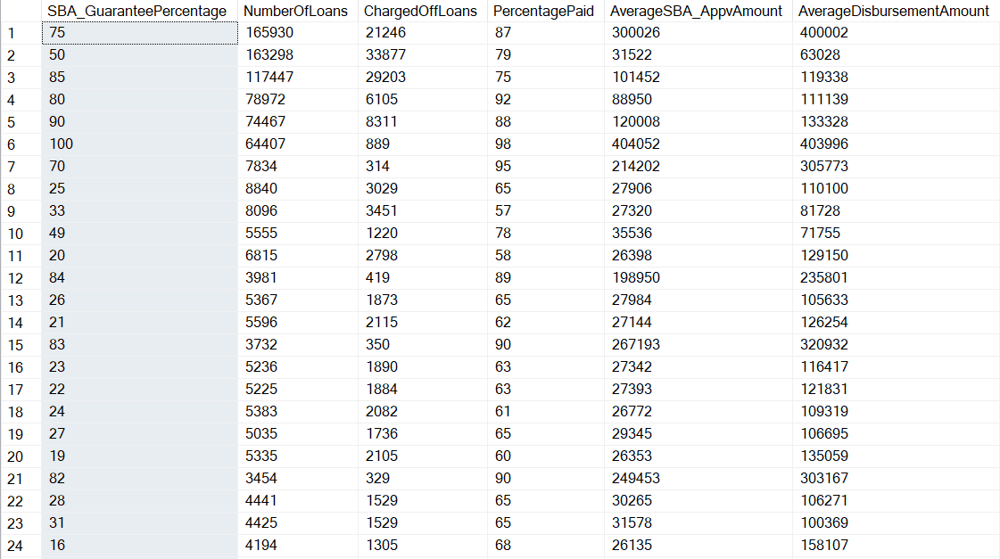 SBA_GuaranteePercentage NumberOfLoans ChargedOffLoans PercentagePaid AverageSBA_AppvAmount AverageDisbursementAmount
1 75 165930 21246 87 300026 400002
2 50 163298 33877 79 31522 63028
3 85 117447 29203 75 101452 119338
4 80 78972 6105 92 88950 111139
5 90 74467 8311 88 120008 133328
6 100 64407 889 98 404052 403996
7 70 7834 314 95 214202 305773
8 25 8840 3029 65 27906 110100
9 33 8096 3451 57 27320 81728
10 49 5555 1220 78 35536 71755
11 20 6815 2798 58 26398 129150
12 84 3981 419 89 198950 235801
13 26 5367 1873 65 27984 105633
14 21 5596 2115 62 27144 126254
15 83 3732 350 90 267193 320932
16 23 5236 1890 63 27342 116417
17 22 5225 1884 63 27393 121831
18 24 5383 2082 61 26772 109319
19 27 5035 1736 65 29345 106695
20 19 5335 2105 60 26353 135059
21 82 3454 329 90 249453 303167
22 28 4441 1529 65 30265 106271
23 31 4425 1529 65 31578 100369
24 16 4194 1305 68 26135 158107